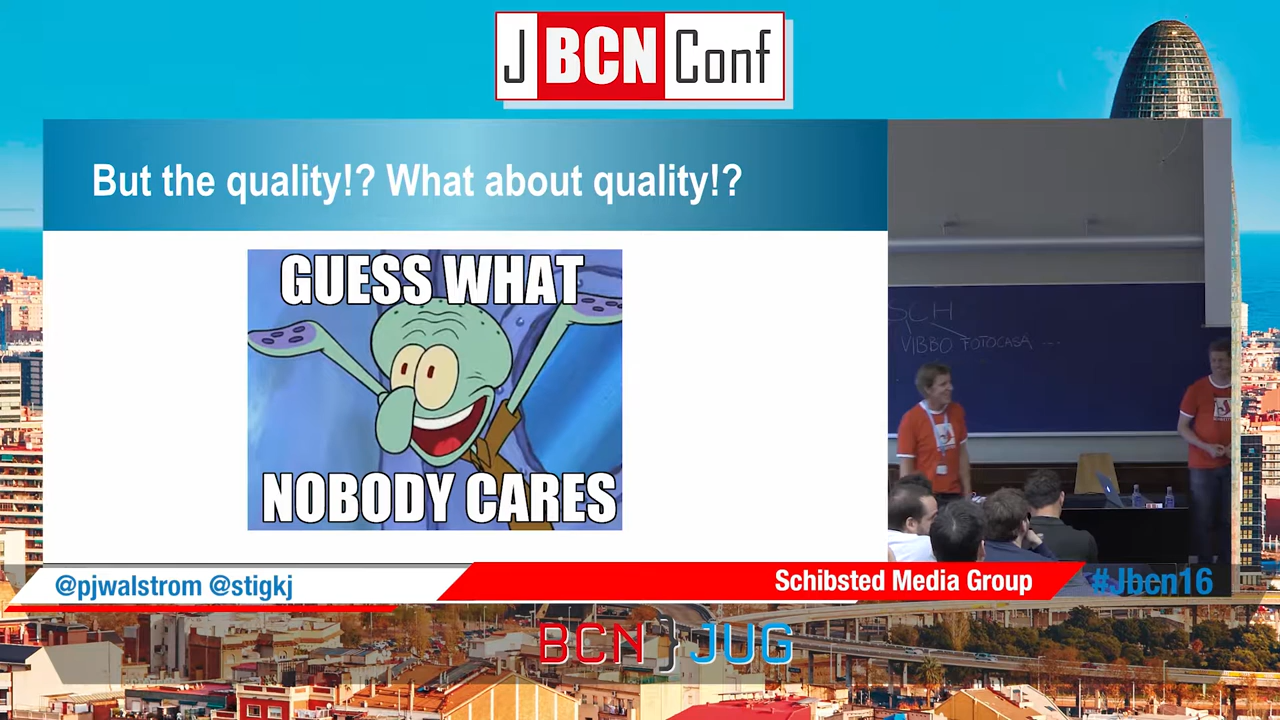 J BCN Conf
But the quality!? What about quality!?
GUESS WHAT
NOBODY CARES
SCH
VIBBO FOTOCASA ---
@pjwalstrom @stigkj
Schibsted Media Group
#Jbcn16
BCN JUG